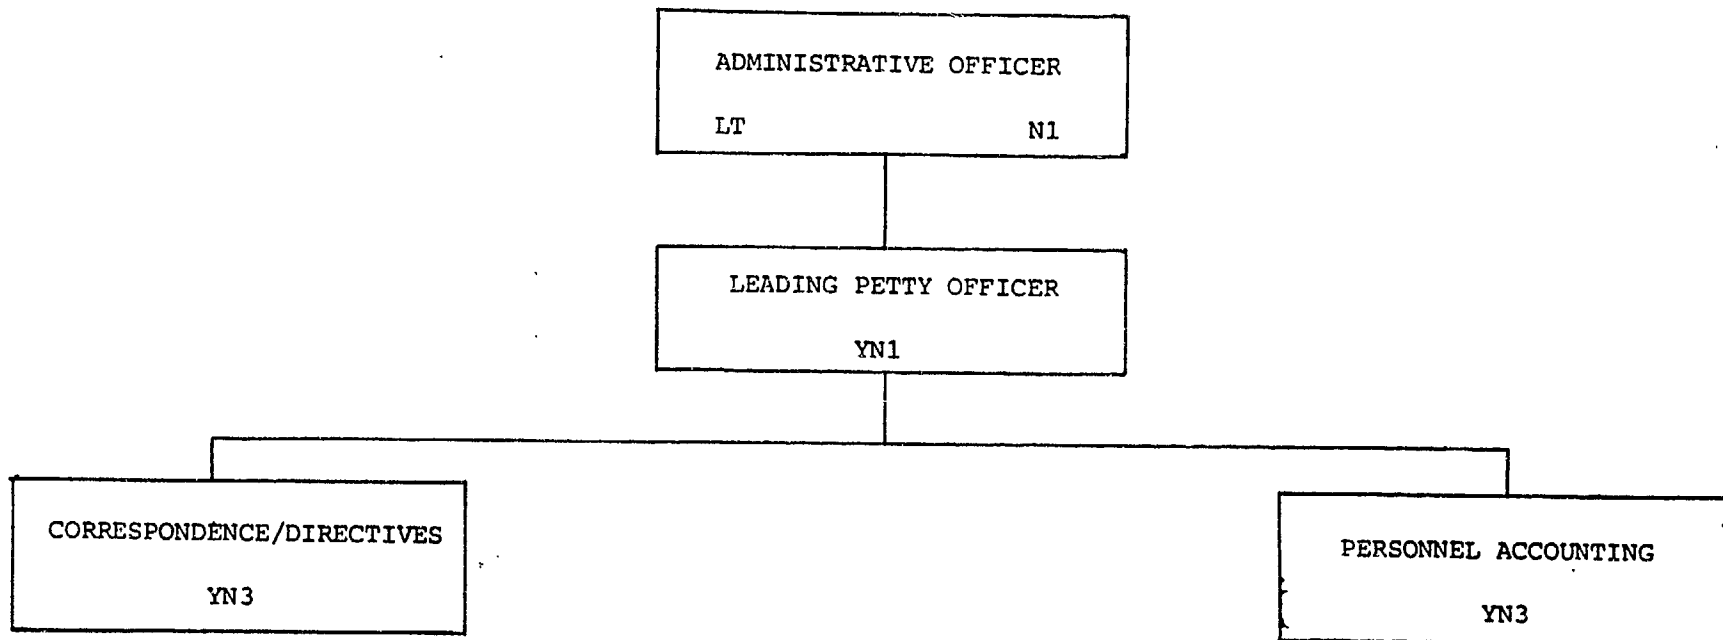 ADMINISTRATIVE OFFICER
LT N1
LEADING PETTY OFFICER
YN1
CORRESPONDENCE/DIRECTIVES
YN3
PERSONNEL ACCOUNTING
YN3